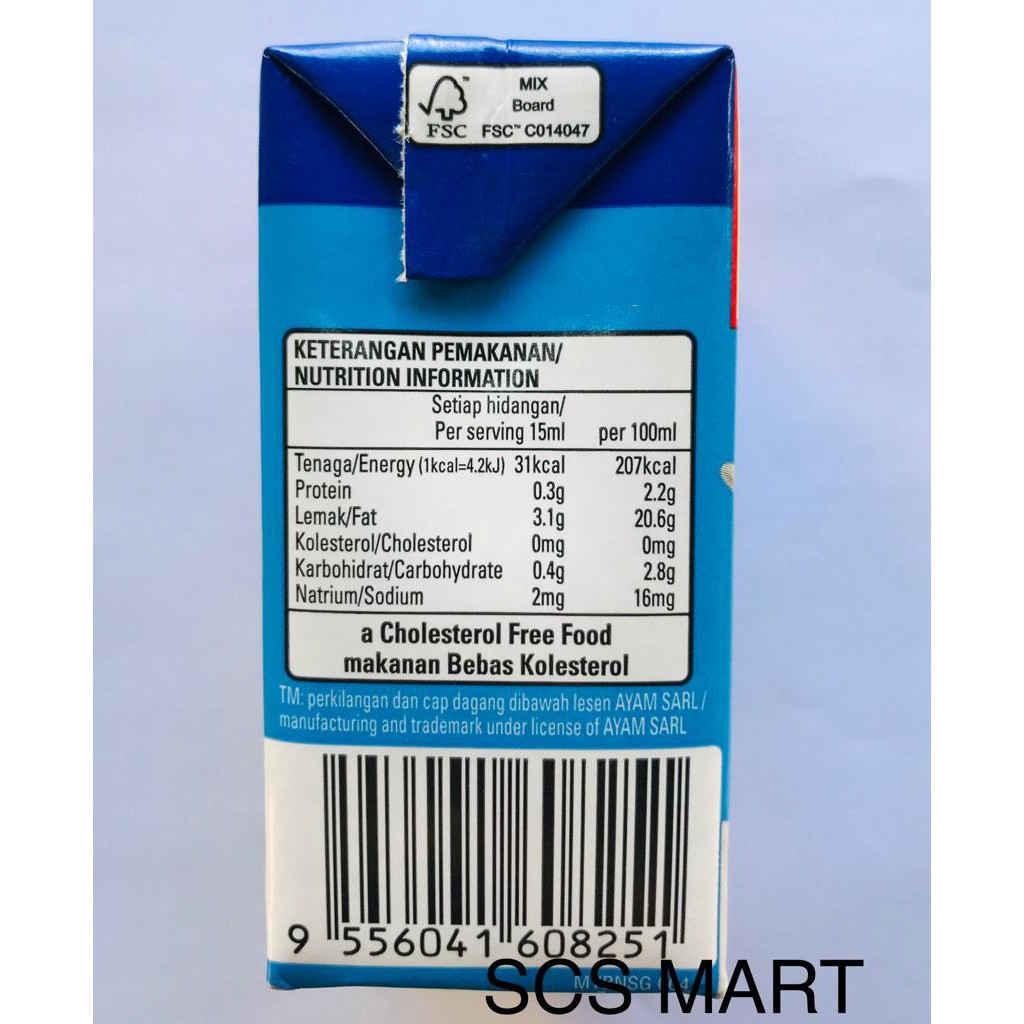 MIX
Board
FSC™ C014047
FSC™
KETERANGAN PEMAKANAN/
NUTRITION INFORMATION
Setiap hidangan/
Per serving 15ml per 100ml
Tenaga/Energy (1kcal=4.2kJ) 31kcal 207kcal
Protein 0.3g 2.2g
Lemak/Fat 3.1g 20.6g
Kolesterol/Cholesterol 0mg 0mg
Karbohidrat/Carbohydrate 0.4g 2.8g
Natrium/Sodium 2mg 16mg
a Cholesterol Free Food
makanan Bebas Kolesterol
TM: perkilangan dan cap dagang dibawah lesen AYAM SARL /
manufacturing and trademark under license of AYAM SARL
9 556041 608251
SCS MART